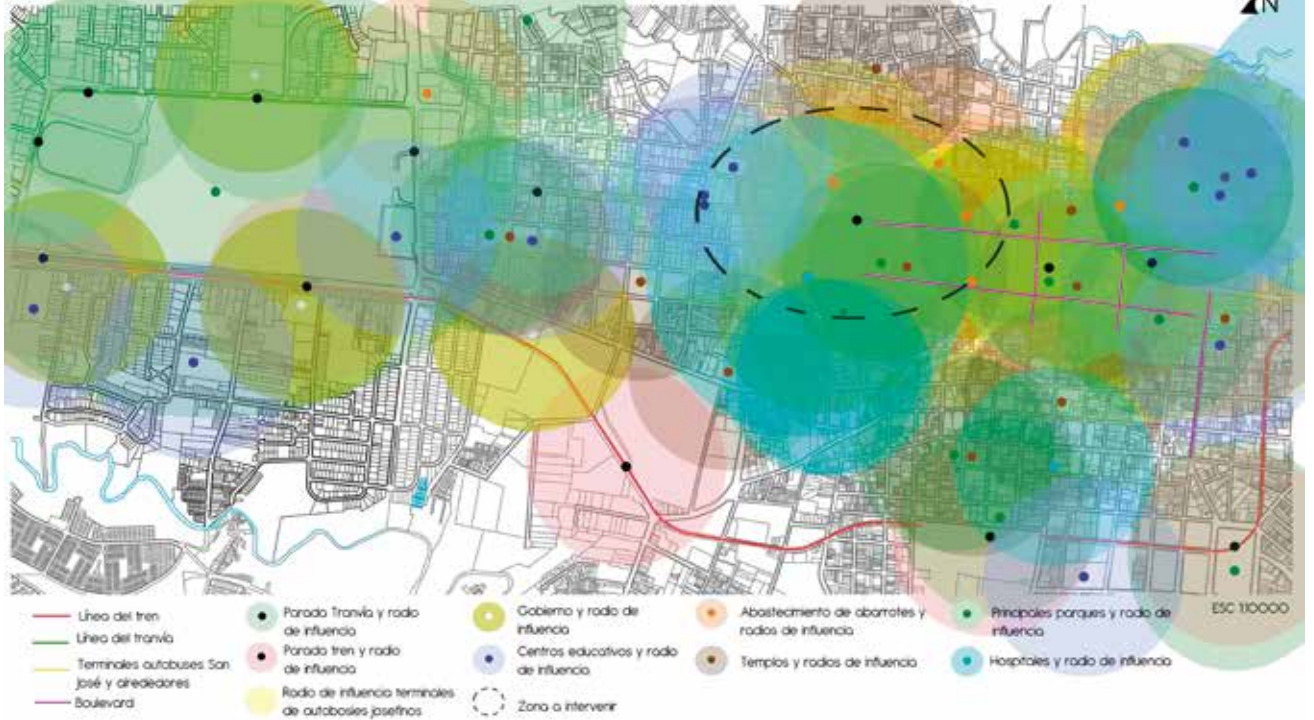 N
ESC 1:10000
Línea del tren
Línea del tranvía
Terminales autobuses San
José y alrededores
Boulevard
Parada Tranvía y radio
de influencia
Parada tren y radio
de influencia
Radio de influencia terminales
de autobuses josefinos
Gobierno y radio de
influencia
Centros educativos y radio
de influencia
Zona a intervenir
Abastecimiento de abarrotes y
radios de influencia
Templos y radios de influencia
Principales parques y radio de
influencia
Hospitales y radio de influencia